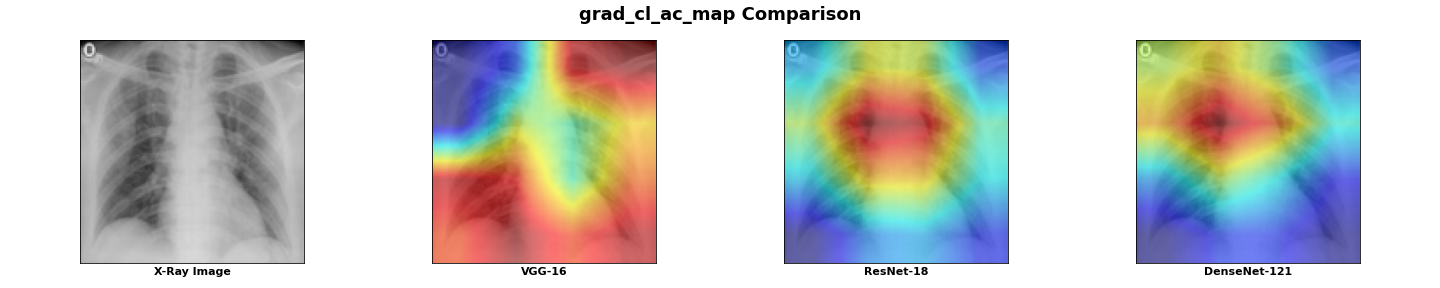 grad_cl_ac_map Comparison
X-Ray Image
VGG-16
ResNet-18
DenseNet-121